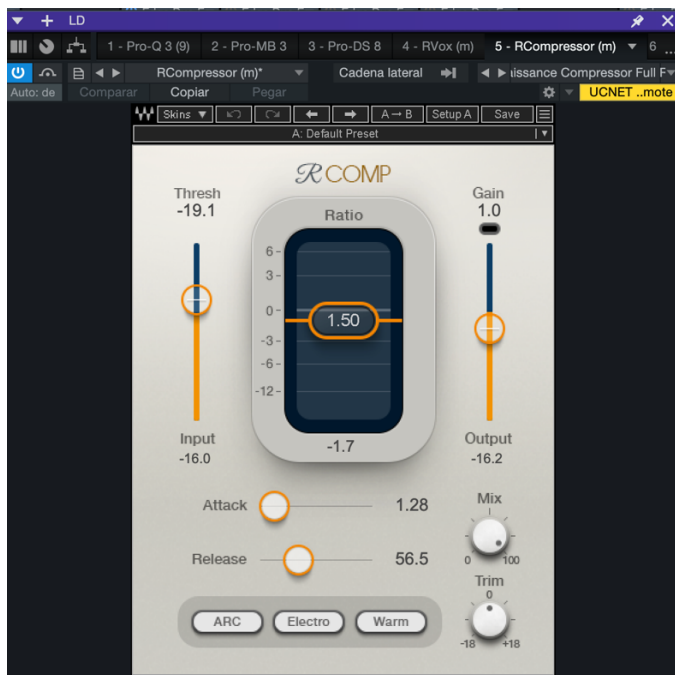 LD
1 - Pro-Q 3 (9) 2 - Pro-MB 3 3 - Pro-DS 8 4 - RVox (m) 5 - RCompressor (m) 6 ...
RCompressor (m)* Cadena lateral issance Compressor Full F
Auto: de Comparar Copiar Pegar UCNET ..mote
Skins A→B Setup A Save
A: Default Preset
R COMP
Thresh
-19.1
Ratio
Gain
1.0
6
3
0
-3
-6
-12
1.50
-1.7
Input
-16.0
Output
-16.2
Attack 1.28
Release 56.5
Mix
0 100
Trim
0
-18 +18
ARC Electro Warm